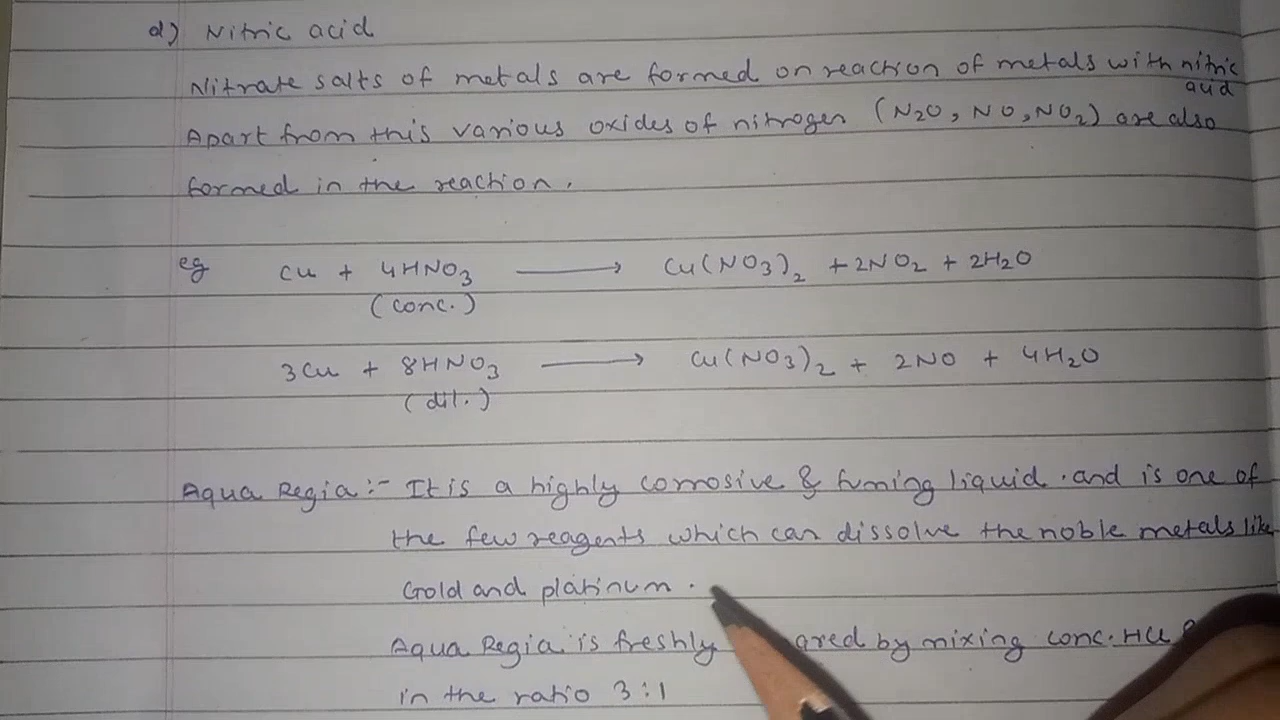 d) Nitric acid
Nitrate salts of metals are formed on reaction of metals with nitric
acid
Apart from this various oxides of nitrogen (N2O, NO, NO2) are also
formed in the reaction.
eg Cu + 4HNO3 ⟶ Cu(NO3)2 + 2NO2 + 2H2O
(conc.)
3Cu + 8HNO3 ⟶ Cu(NO3)2 + 2NO + 4H2O
(dil.)
Aqua Regia :- It is a highly corrosive & fuming liquid . and is one of
the few reagents which can dissolve the noble metals like
Gold and platinum .
Aqua Regia is freshly ared by mixing conc. HCl
in the ratio 3:1